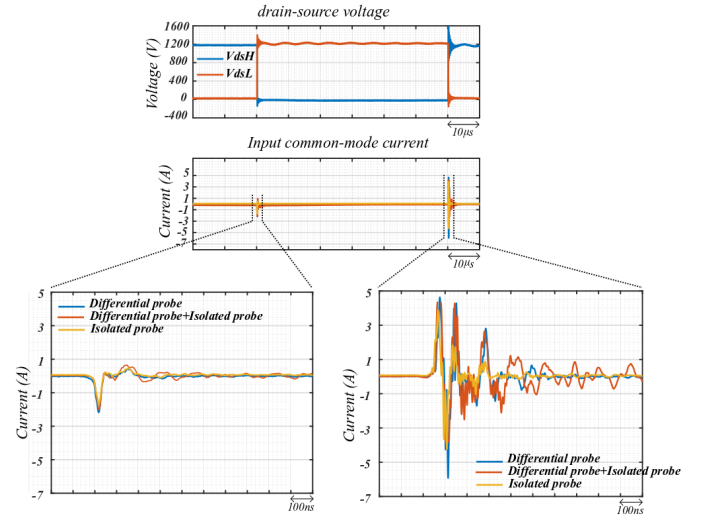 drain-source voltage
Voltage (V)
1600
1200
800
400
0
-400
VdsH
VdsL
10µs
Input common-mode current
Current (A)
5
3
1
-1
-3
-5
-7
10µs
Current (A)
5
3
1
-1
-3
-5
-7
Differential probe
Differential probe+Isolated probe
Isolated probe
100ns
Current (A)
5
3
1
-1
-3
-5
-7
Differential probe
Differential probe+Isolated probe
Isolated probe
100ns